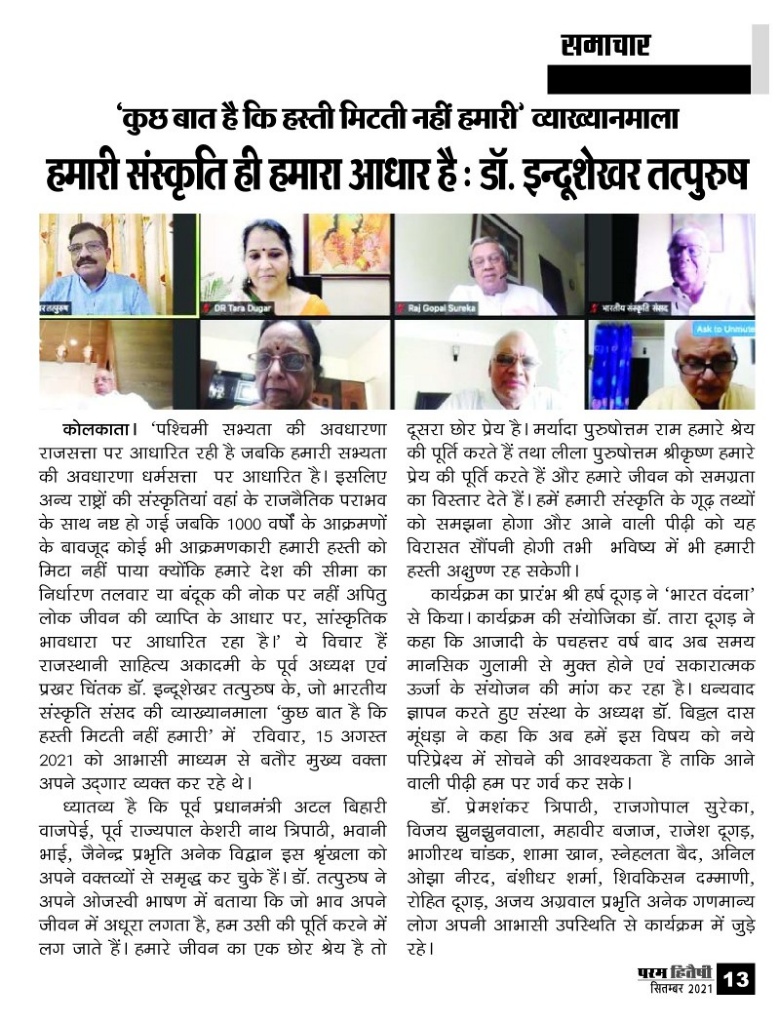 समाचार
‘कुछ बात है कि हस्ती मिटती नहीं हमारी’ व्याख्यानमाला
हमारी संस्कृति ही हमारा आधार है : डॉ. इन्दूशेखर तत्पुरुष
र तत्पुरुष
DR Tara Dugar
Raj Gopal Sureka
भारतीय संस्कृति संसद
Ask to Unmute
कोलकाता। ‘पश्चिमी सभ्यता की अवधारणा
राजसत्ता पर आधारित रही है जबकि हमारी सभ्यता
की अवधारणा धर्मसत्ता पर आधारित है। इसलिए
अन्य राष्ट्रों की संस्कृतियां वहां के राजनैतिक पराभव
के साथ नष्ट हो गई जबकि 1000 वर्षों के आक्रमणों
के बावजूद कोई भी आक्रमणकारी हमारी हस्ती को
मिटा नहीं पाया क्योंकि हमारे देश की सीमा का
निर्धारण तलवार या बंदूक की नोक पर नहीं अपितु
लोक जीवन की व्याप्ति के आधार पर, सांस्कृतिक
भावधारा पर आधारित रहा है।’ ये विचार हैं
राजस्थानी साहित्य अकादमी के पूर्व अध्यक्ष एवं
प्रखर चिंतक डॉ. इन्दूशेखर तत्पुरुष के, जो भारतीय
संस्कृति संसद की व्याख्यानमाला ‘कुछ बात है कि
हस्ती मिटती नहीं हमारी’ में रविवार, 15 अगस्त
2021 को आभासी माध्यम से बतौर मुख्य वक्ता
अपने उद्गार व्यक्त कर रहे थे।
ध्यातव्य है कि पूर्व प्रधानमंत्री अटल बिहारी
वाजपेई, पूर्व राज्यपाल केशरी नाथ त्रिपाठी, भवानी
भाई, जैनेन्द्र प्रभृति अनेक विद्वान इस श्रृंखला को
अपने वक्तव्यों से समृद्ध कर चुके हैं। डॉ. तत्पुरुष ने
अपने ओजस्वी भाषण में बताया कि जो भाव अपने
जीवन में अधूरा लगता है, हम उसी की पूर्ति करने में
लग जाते हैं। हमारे जीवन का एक छोर श्रेय है तो
दूसरा छोर प्रेय है। मर्यादा पुरुषोत्तम राम हमारे श्रेय
की पूर्ति करते हैं तथा लीला पुरुषोत्तम श्रीकृष्ण हमारे
प्रेय की पूर्ति करते हैं और हमारे जीवन को समग्रता
का विस्तार देते हैं। हमें हमारी संस्कृति के गूढ़ तथ्यों
को समझना होगा और आने वाली पीढ़ी को यह
विरासत सौंपनी होगी तभी भविष्य में भी हमारी
हस्ती अक्षुण्ण रह सकेगी।
कार्यक्रम का प्रारंभ श्री हर्ष दूगड़ ने ‘भारत वंदना’
से किया। कार्यक्रम की संयोजिका डॉ. तारा दूगड़ ने
कहा कि आजादी के पचहत्तर वर्ष बाद अब समय
मानसिक गुलामी से मुक्त होने एवं सकारात्मक
ऊर्जा के संयोजन की मांग कर रहा है। धन्यवाद
ज्ञापन करते हुए संस्था के अध्यक्ष डॉ. बिट्ठल दास
मूंधड़ा ने कहा कि अब हमें इस विषय को नये
परिप्रेक्ष्य में सोचने की आवश्यकता है ताकि आने
वाली पीढ़ी हम पर गर्व कर सके।
डॉ. प्रेमशंकर त्रिपाठी, राजगोपाल सुरेका,
विजय झुनझुनवाला, महावीर बजाज, राजेश दूगड़,
भागीरथ चांडक, शामा खान, स्नेहलता बैद, अनिल
ओझा नीरद, बंशीधर शर्मा, शिवकिसन दम्माणी,
रोहित दूगड़, अजय अग्रवाल प्रभृति अनेक गणमान्य
लोग अपनी आभासी उपस्थिति से कार्यक्रम में जुड़े
रहे।
परम हितैषी
सितम्बर 2021 13